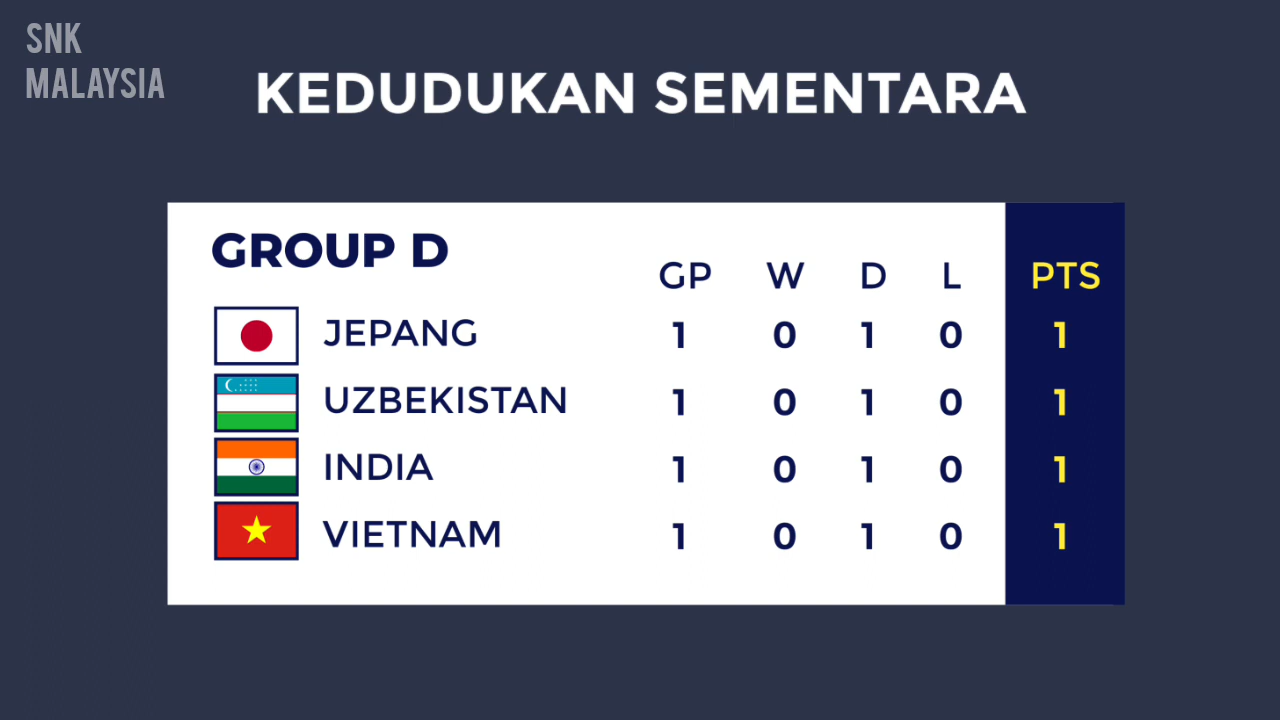 SNK
MALAYSIA
KEDUDUKAN SEMENTARA
GROUP D
GP W D L PTS
JEPANG 1 0 1 0 1
UZBEKISTAN 1 0 1 0 1
INDIA 1 0 1 0 1
VIETNAM 1 0 1 0 1